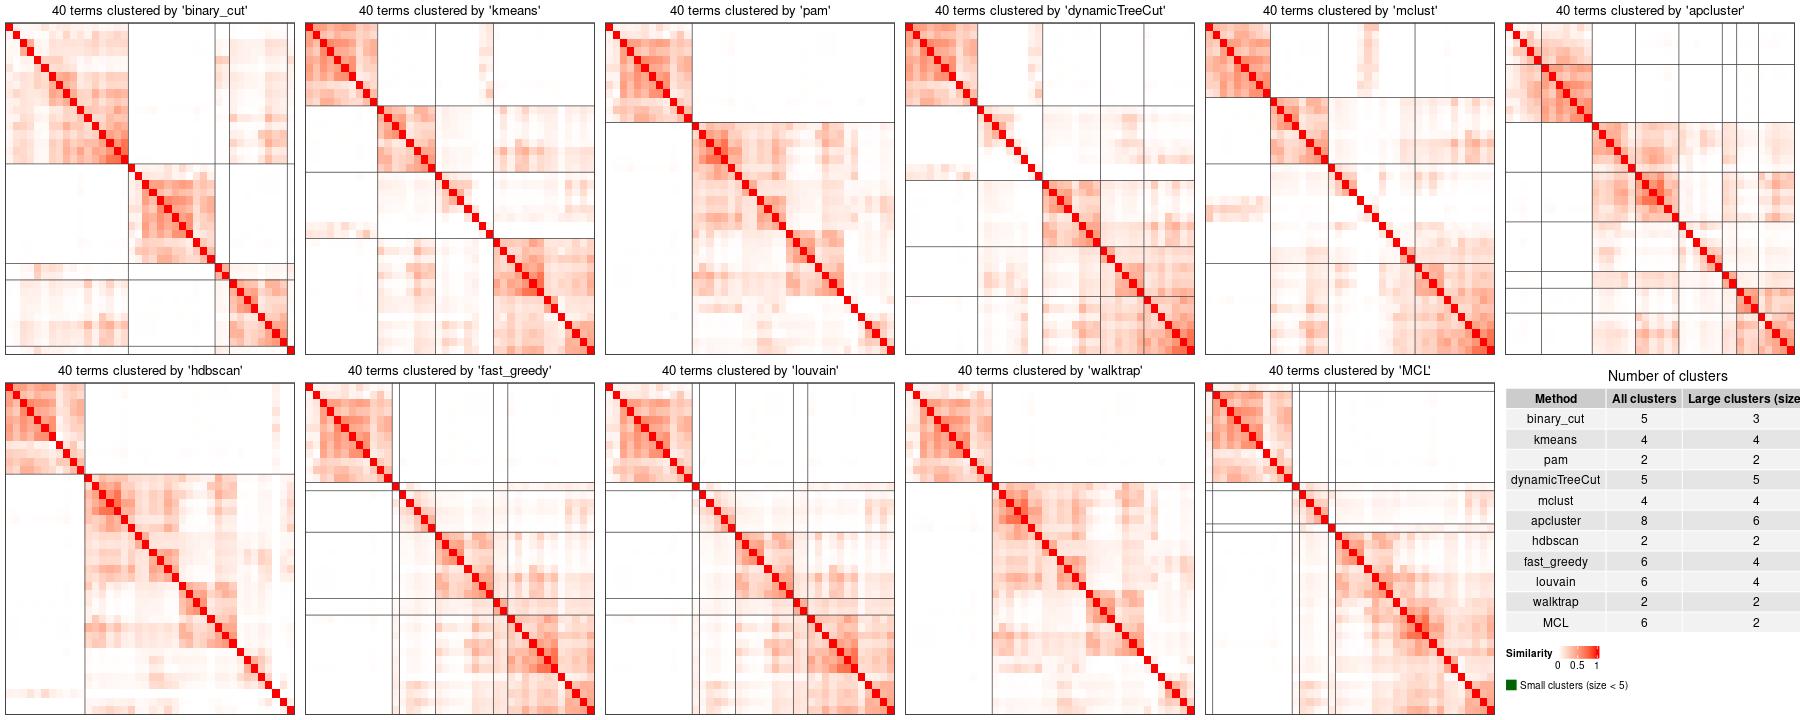 40 terms clustered by 'binary_cut'
40 terms clustered by 'kmeans'
40 terms clustered by 'pam'
40 terms clustered by 'dynamicTreeCut'
40 terms clustered by 'mclust'
40 terms clustered by 'apcluster'
40 terms clustered by 'hdbscan'
40 terms clustered by 'fast_greedy'
40 terms clustered by 'louvain'
40 terms clustered by 'walktrap'
40 terms clustered by 'MCL'
Number of clusters
Method All clusters Large clusters (size
binary_cut 5 3
kmeans 4 4
pam 2 2
dynamicTreeCut 5 5
mclust 4 4
apcluster 8 6
hdbscan 2 2
fast_greedy 6 4
louvain 6 4
walktrap 2 2
MCL 6 2
Similarity
0 0.5 1
Small clusters (size < 5)